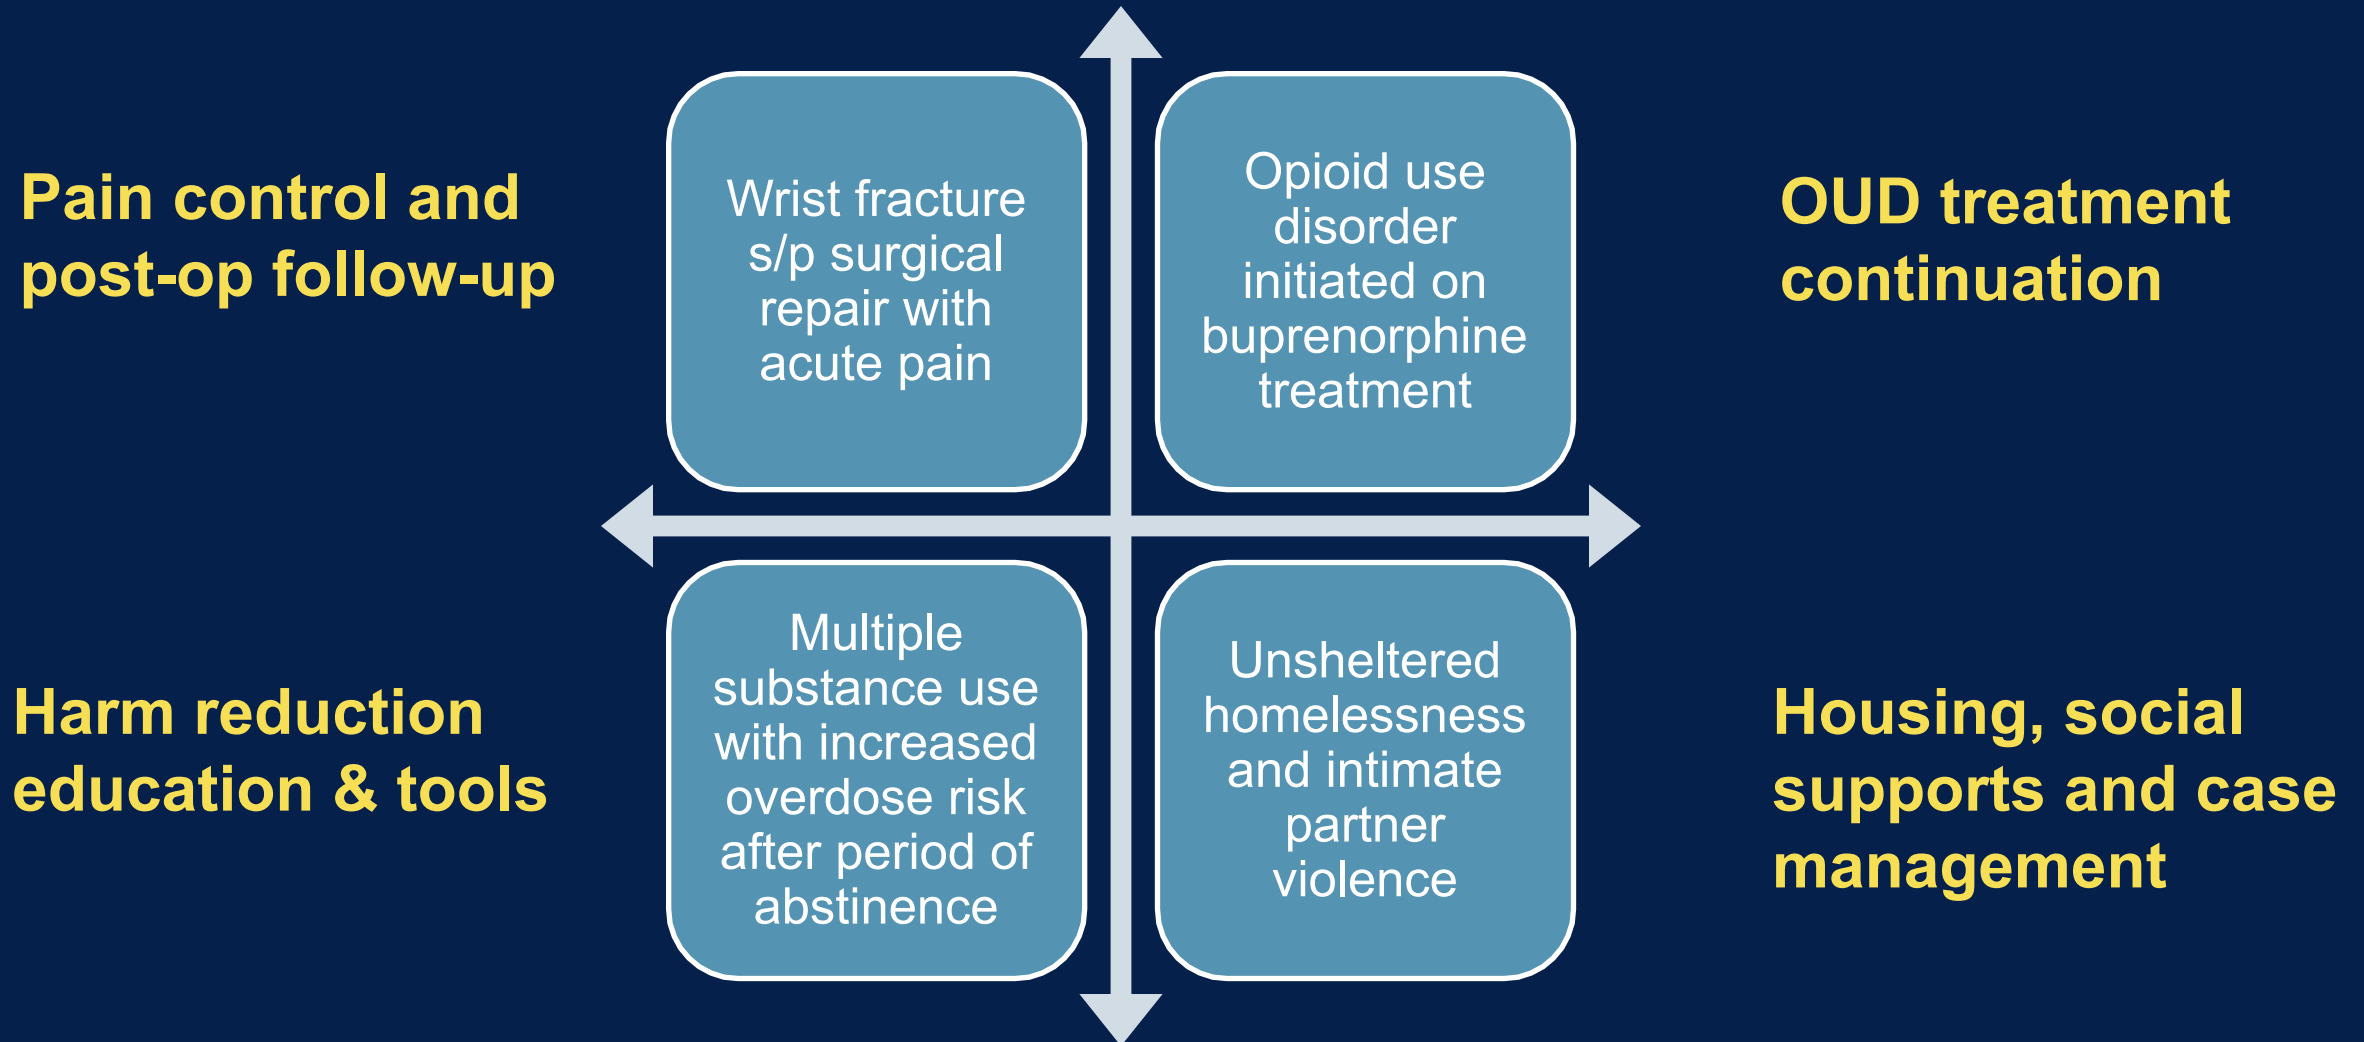 Pain control and
post-op follow-up
Wrist fracture
s/p surgical
repair with
acute pain
Opioid use
disorder
initiated on
buprenorphine
treatment
OUD treatment
continuation
Harm reduction
education & tools
Multiple
substance use
with increased
overdose risk
after period of
abstinence
Unsheltered
homelessness
and intimate
partner
violence
Housing, social
supports and case
management